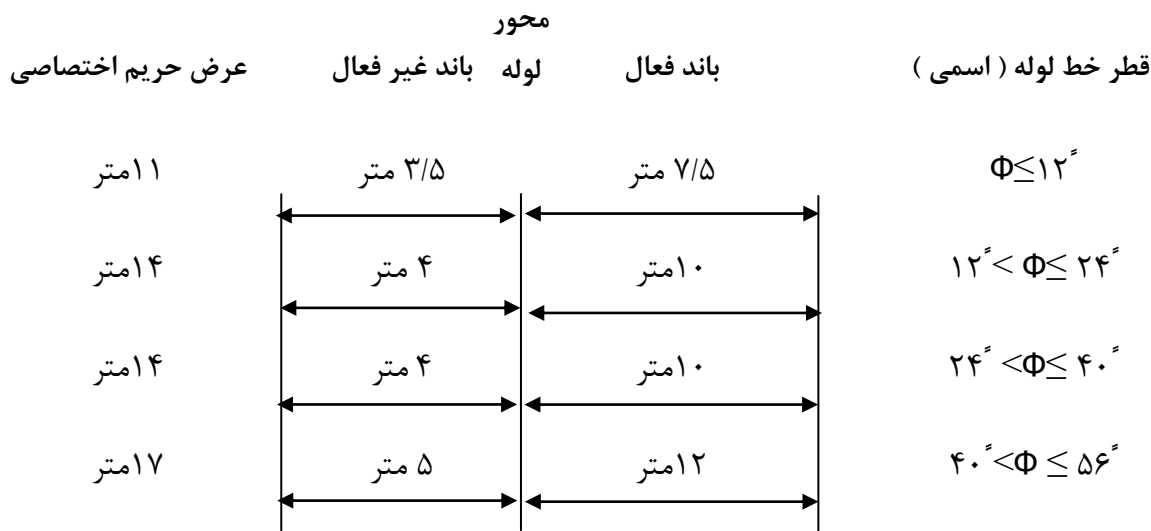 محور
قطر خط لوله ( اسمی ) باند فعال لوله باند غیر فعال عرض حریم اختصاصی
Φ≤۱۲ً ۷/۵ متر ۳/۵ متر ۱۱متر
۱۲ً< Φ≤ ۲۴ً ۱۰متر ۴ متر ۱۴متر
۲۴ً <Φ≤ ۴۰ً ۱۰متر ۴ متر ۱۴متر
۴۰ً<Φ ≤ ۵۶ً ۱۲متر ۵ متر ۱۷متر